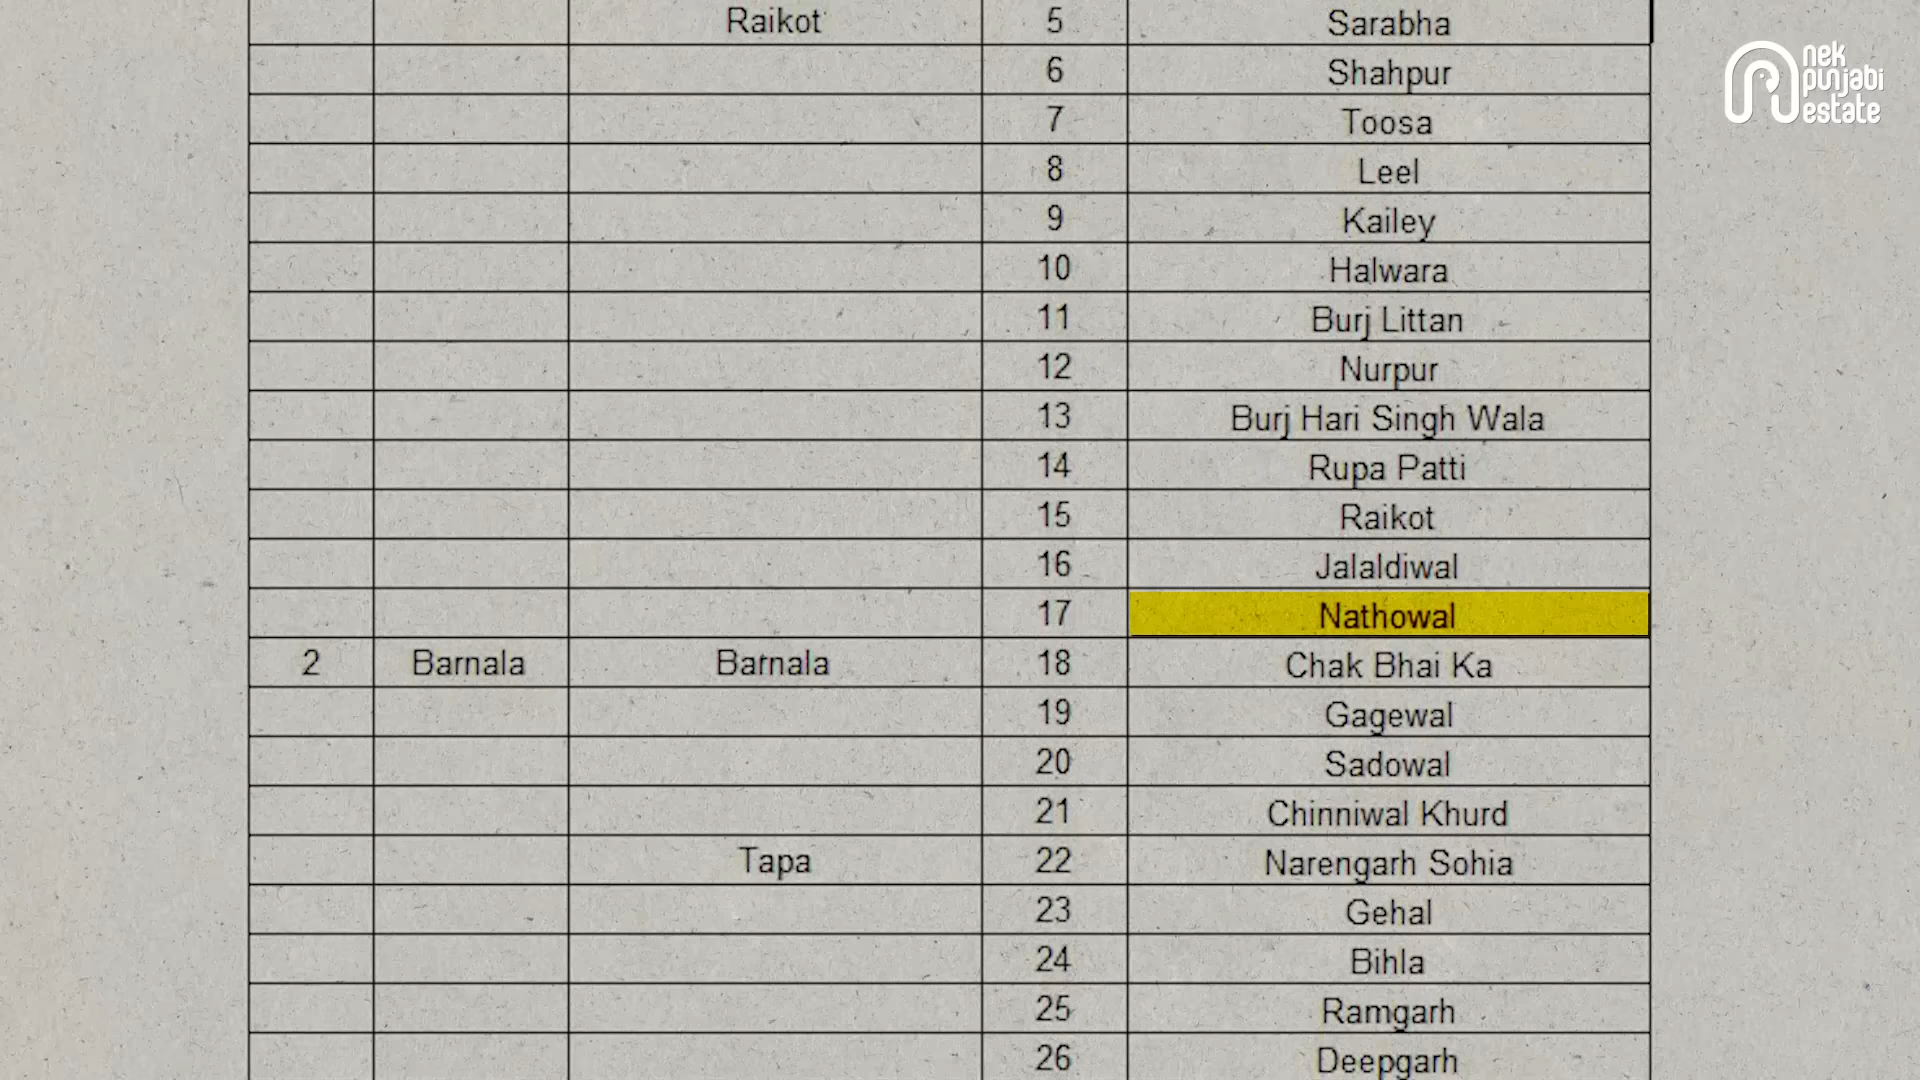 Raikot 5 Sarabha
6 Shahpur
7 Toosa
8 Leel
9 Kailey
10 Halwara
11 Burj Littan
12 Nurpur
13 Burj Hari Singh Wala
14 Rupa Patti
15 Raikot
16 Jalaldiwal
17 Nathowal
2 Barnala Barnala 18 Chak Bhai Ka
19 Gagewal
20 Sadowal
21 Chinniwal Khurd
Tapa 22 Narengarh Sohia
23 Gehal
24 Bihla
25 Ramgarh
26 Deepgarh
nek
punjabi
estate